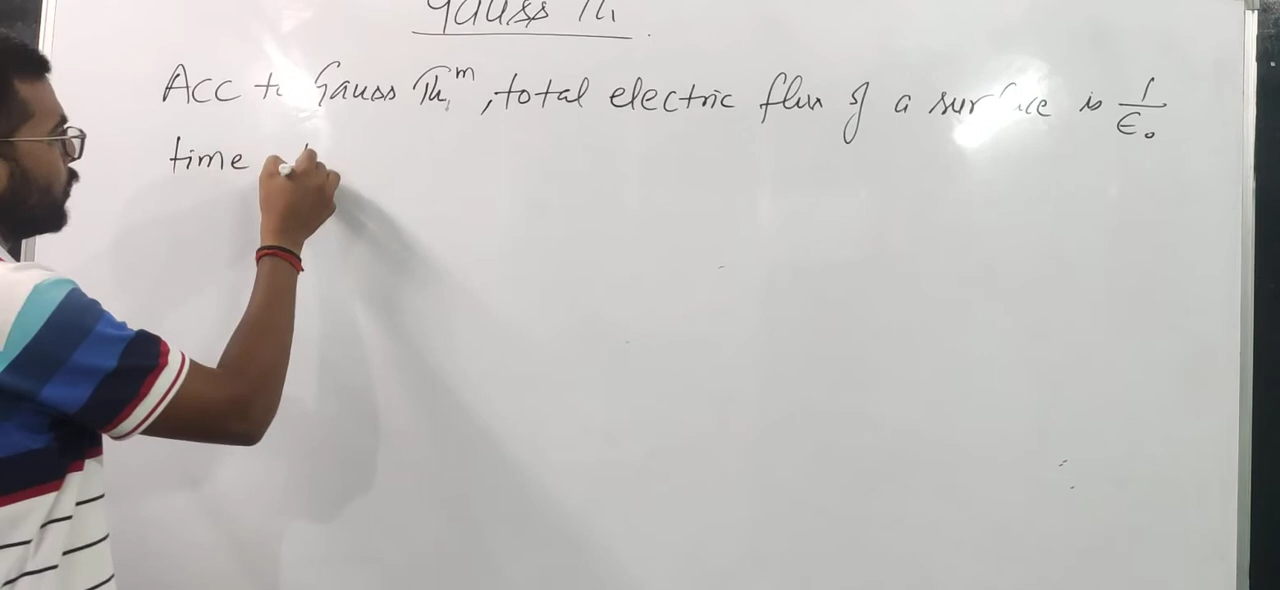 Gauss Th
Acc to Gauss Th^m, total electric flux of a surface is 1/ε₀
time